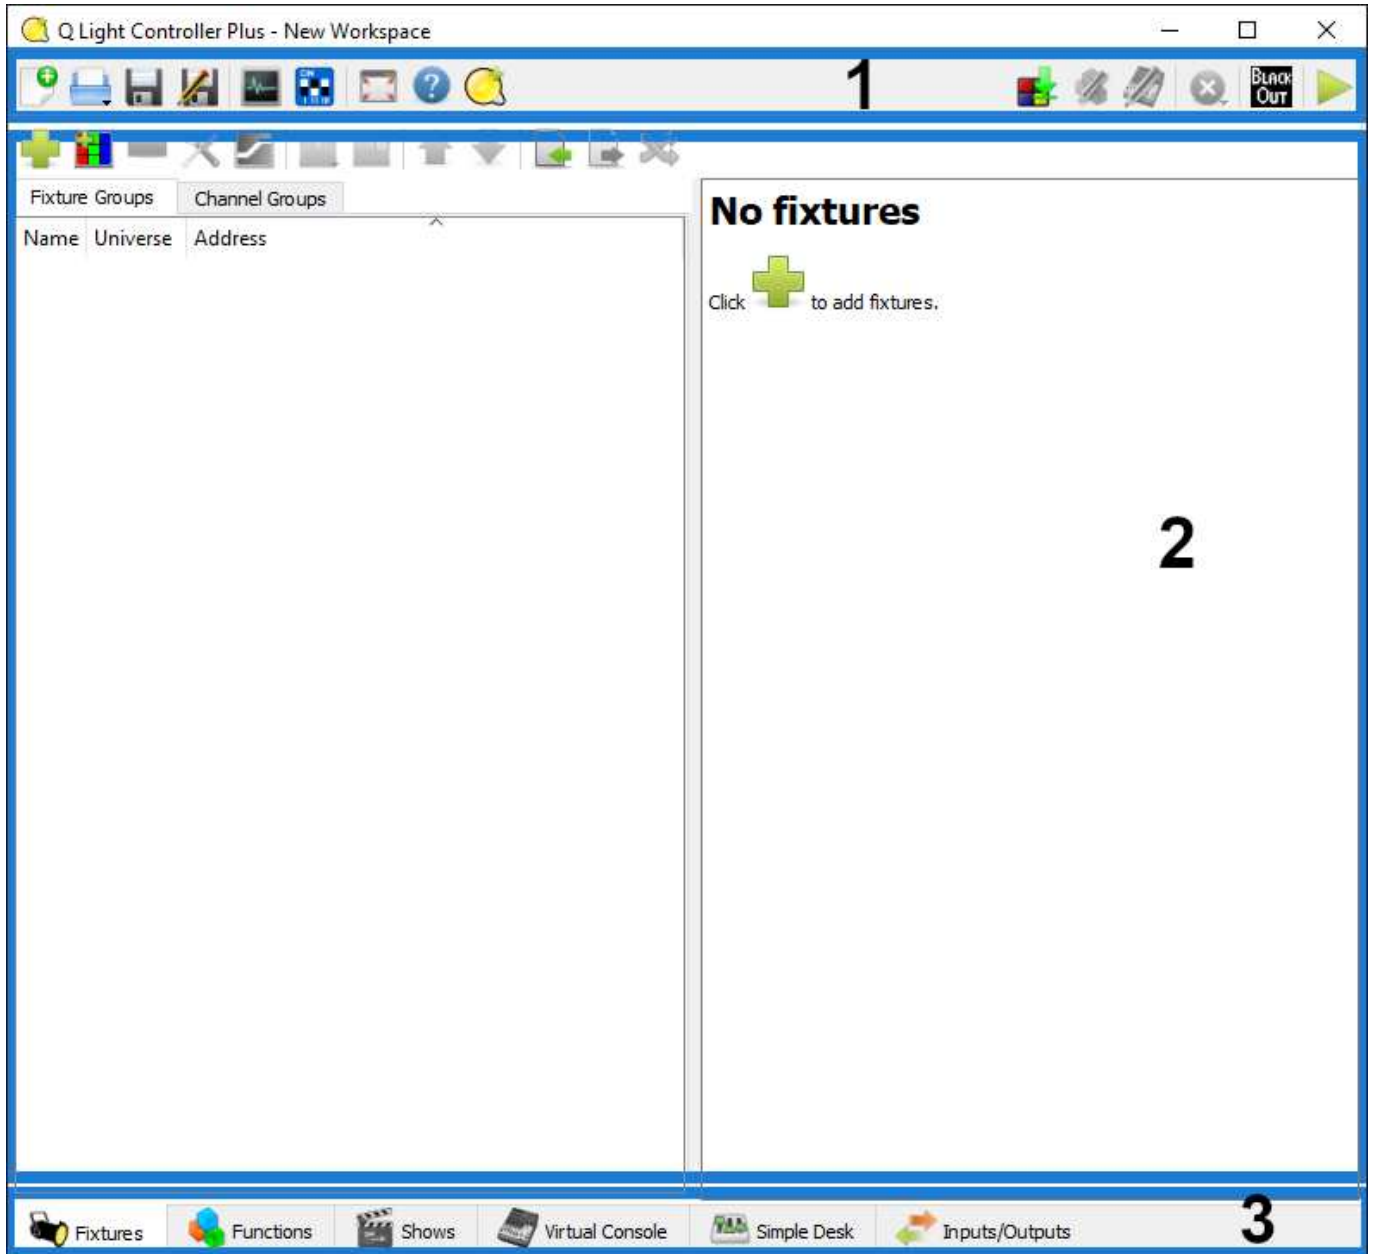 Q Light Controller Plus - New Workspace
1
BLACK
OUT
Fixture Groups
Channel Groups
Name
Universe
Address
No fixtures
Click to add fixtures.
2
Fixtures
Functions
Shows
Virtual Console
Simple Desk
Inputs/Outputs
3